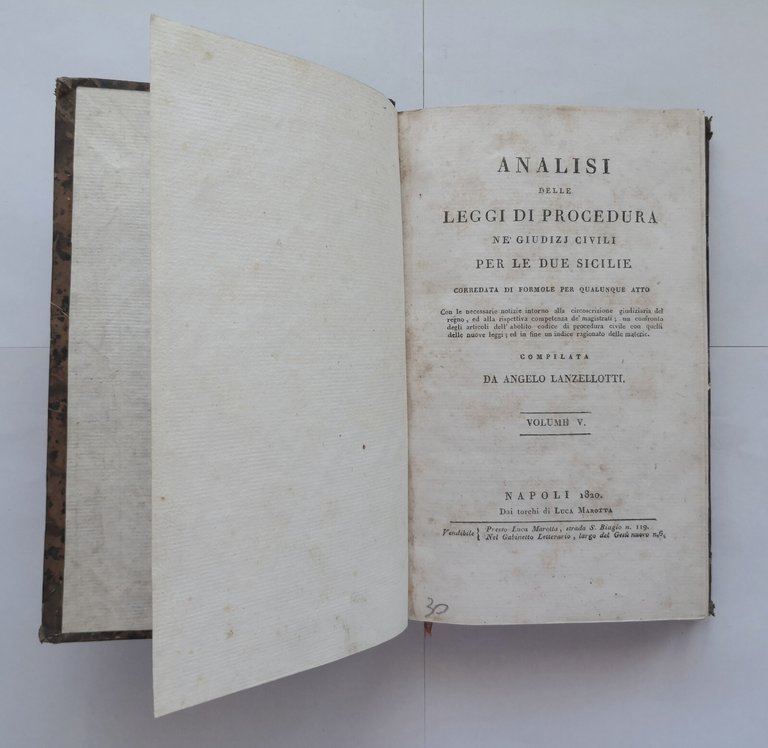 ANALISI
DELLE
LEGGI DI PROCEDURA
NE' GIUDIZJ CIVILI
PER LE DUE SICILIE
CORREDATA DI FORMOLE PER QUALUNQUE ATTO
Con le necessarie notizie intorno alla circoscrizione giudiziaria del
regno, ed alla rispettiva competenza de' magistrati; un confronto
degli articoli dell'abolito codice di procedura civile con quelli
delle nuove leggi; ed in fine un indice ragionato delle materie.
COMPILATA
DA ANGELO LANZELLOTTI.
VOLUME V.
NAPOLI 1820.
Dai torchi di LUCA MAROTTA
Vendibile { Presso Luca Marotta, strada S. Biagio n. 119.
Nel Gabinetto Letterario, largo del Gesù nuovo
30